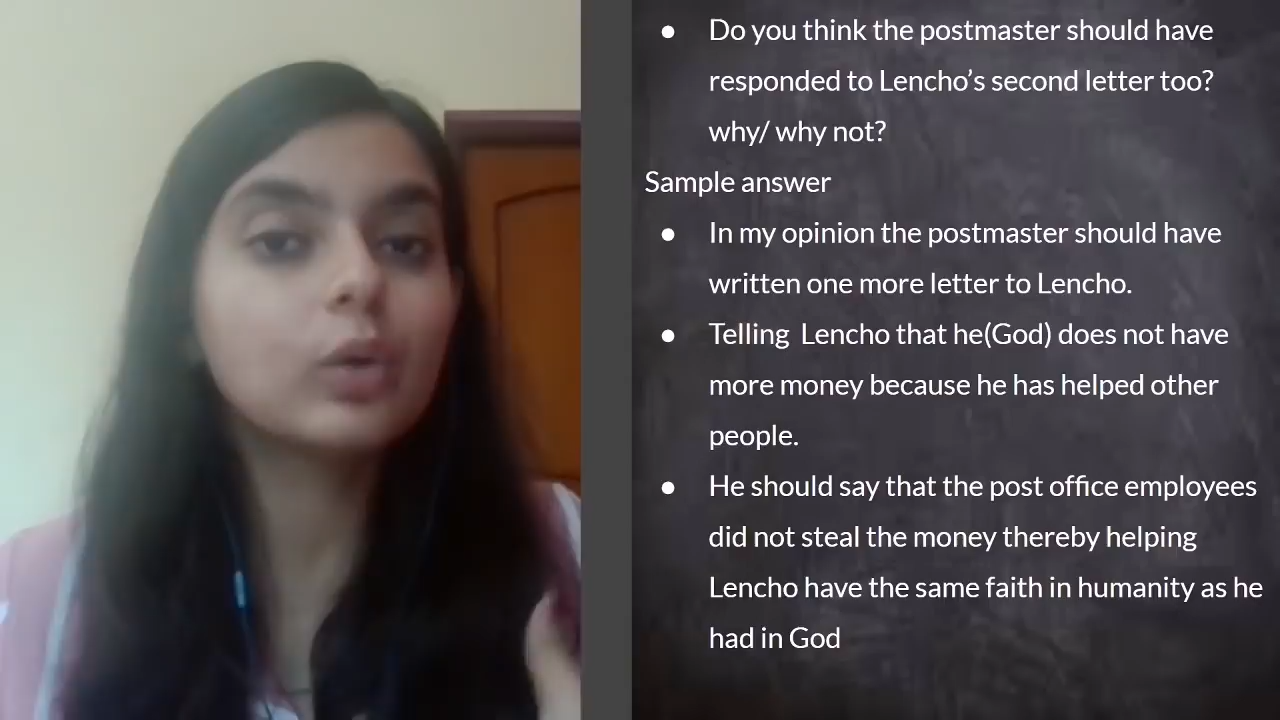 ● Do you think the postmaster should have
responded to Lencho’s second letter too?
why/ why not?
Sample answer
● In my opinion the postmaster should have
written one more letter to Lencho.
● Telling  Lencho that he(God) does not have
more money because he has helped other
people.
● He should say that the post office employees
did not steal the money thereby helping
Lencho have the same faith in humanity as he
had in God